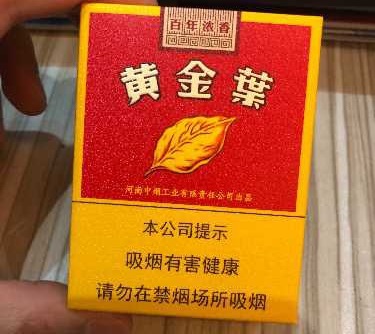 百年浓香
黄金葉
河南中烟工业有限责任公司出品
本公司提示
吸烟有害健康
请勿在禁烟场所吸烟